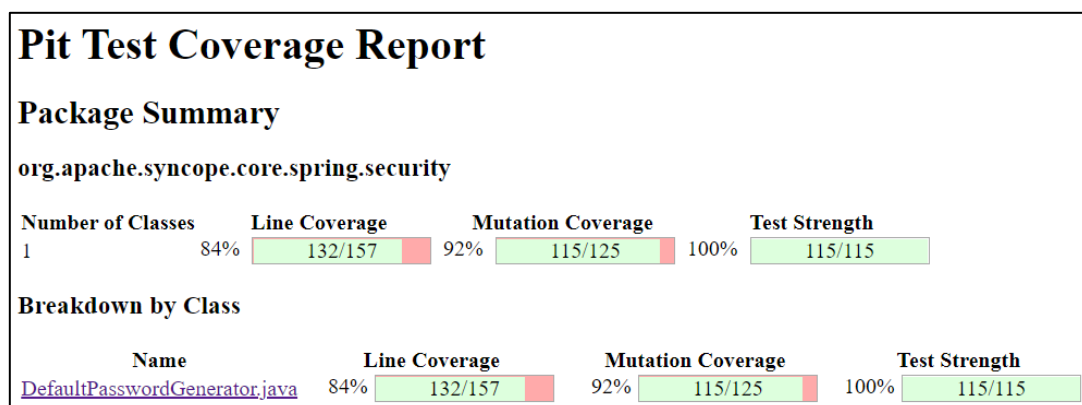 Pit Test Coverage Report
Package Summary
org.apache.syncope.core.spring.security
Number of Classes Line Coverage Mutation Coverage Test Strength
1 84% 132/157 92% 115/125 100% 115/115
Breakdown by Class
Name Line Coverage Mutation Coverage Test Strength
DefaultPasswordGenerator.java 84% 132/157 92% 115/125 100% 115/115